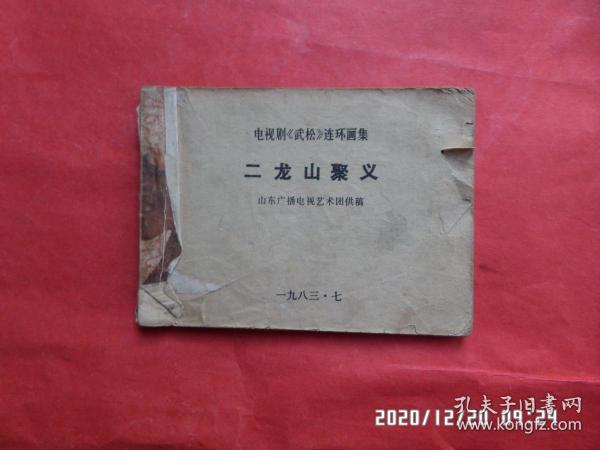 电视剧《武松》连环画集
二龙山聚义
山东广播电视艺术团供稿
一九八三·七
2020/12/20 09:24
孔夫子旧書网
www.kongfz.com